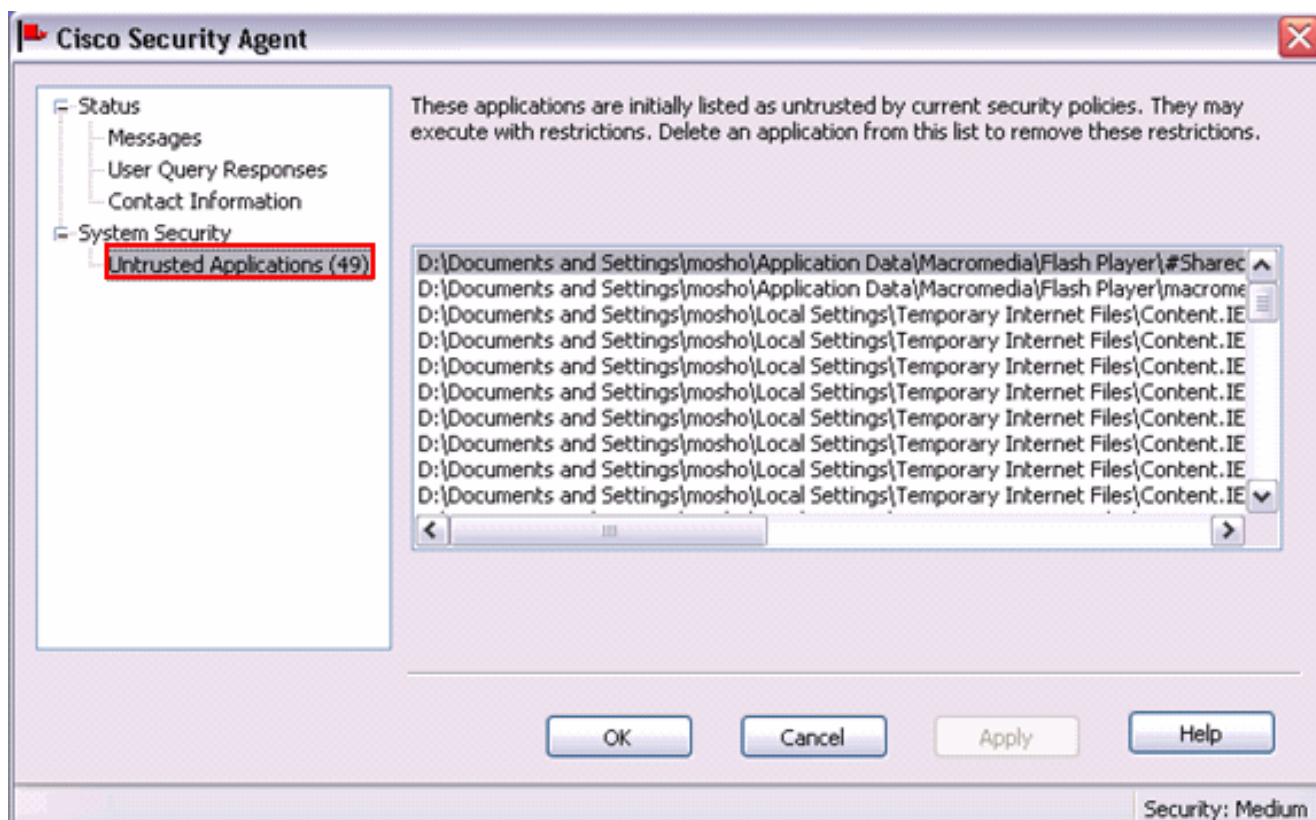 Cisco Security Agent
Status
Messages
User Query Responses
Contact Information
System Security
Untrusted Applications (49)
These applications are initially listed as untrusted by current security policies. They may
execute with restrictions. Delete an application from this list to remove these restrictions.
D:\Documents and Settings\mosho\Application Data\Macromedia\Flash Player\#Sharec
D:\Documents and Settings\mosho\Application Data\Macromedia\Flash Player\macrome
D:\Documents and Settings\mosho\Local Settings\Temporary Internet Files\Content.IE
D:\Documents and Settings\mosho\Local Settings\Temporary Internet Files\Content.IE
D:\Documents and Settings\mosho\Local Settings\Temporary Internet Files\Content.IE
D:\Documents and Settings\mosho\Local Settings\Temporary Internet Files\Content.IE
D:\Documents and Settings\mosho\Local Settings\Temporary Internet Files\Content.IE
D:\Documents and Settings\mosho\Local Settings\Temporary Internet Files\Content.IE
D:\Documents and Settings\mosho\Local Settings\Temporary Internet Files\Content.IE
D:\Documents and Settings\mosho\Local Settings\Temporary Internet Files\Content.IE
OK
Cancel
Apply
Help
Security: Medium